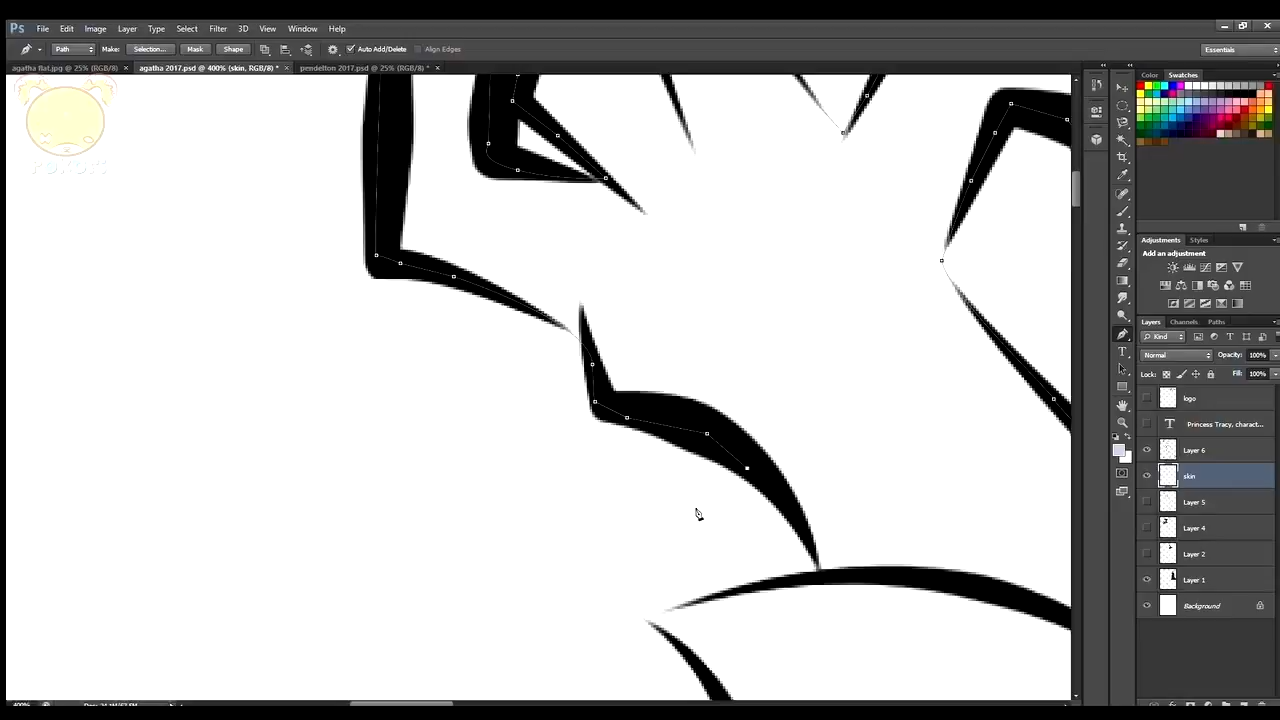 Ps File Edit Image Layer Type Select Filter 3D View Window Help
Path Make: Selection... Mask Shape Auto Add/Delete Align Edges Essentials
agatha flat.jpg @ 25% (RGB/8) × agatha 2017.psd @ 400% (skin, RGB/8) * × pendelton 2017.psd @ 25% (RGB/8) * ×
Color Swatches
Adjustments Styles
Add an adjustment
Layers Channels Paths
Kind
Normal Opacity: 100%
Lock: Fill: 100%
logo
T Princess Tracy, charact...
Layer 6
skin
Layer 5
Layer 4
Layer 2
Layer 1
Background